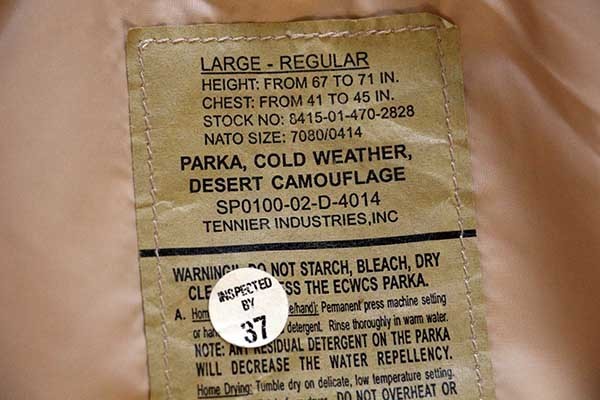 LARGE - REGULAR
HEIGHT: FROM 67 TO 71 IN.
CHEST: FROM 41 TO 45 IN.
STOCK NO: 8415-01-470-2828
NATO SIZE: 7080/0414
PARKA, COLD WEATHER,
DESERT CAMOUFLAGE
SP0100-02-D-4014
TENNIER INDUSTRIES,INC
WARNING!! DO NOT STARCH, BLEACH, DRY
THE ECWCS PARKA.
INSPECTED
BY
37
A. Permanent press machine setting
detergent. Rinse thoroughly in warm water.
NOTE: ANY RESIDUAL DETERGENT ON THE PARKA
WILL DECREASE THE WATER REPELLENCY.
Home Drying: Tumble dry on delicate, low temperature setting.
DO NOT OVERHEAT OR